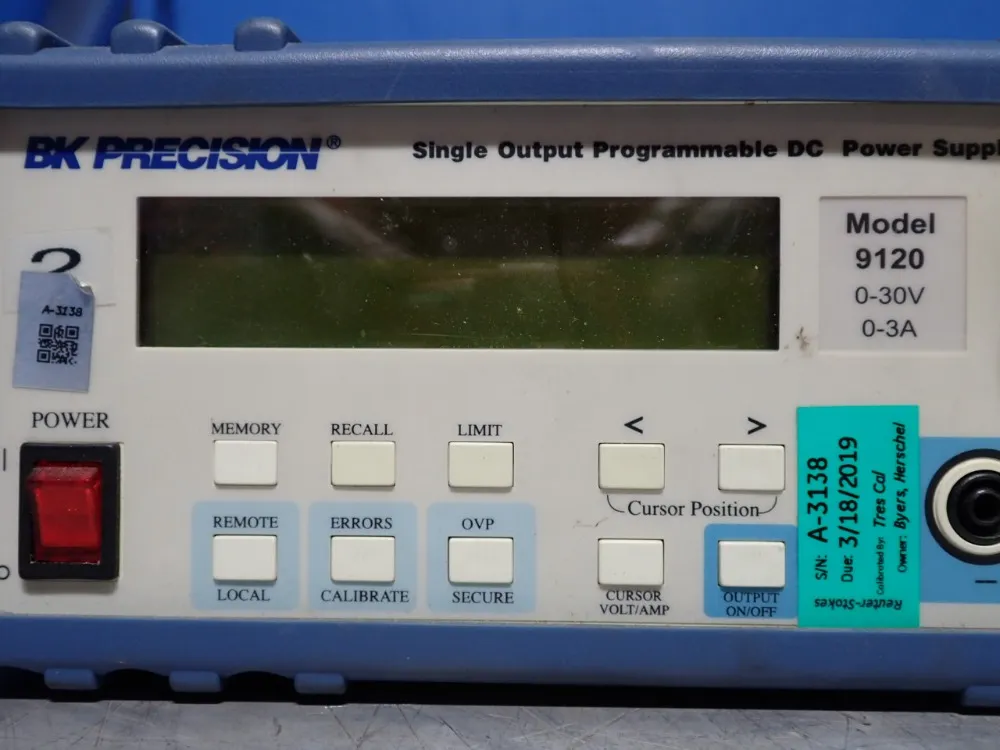 BK PRECISION®
Single Output Programmable DC Power Suppl
Model
9120
0-30V
0-3A
2
A-3138
POWER
|
O
MEMORY
RECALL
LIMIT
<
>
Cursor Position
REMOTE
LOCAL
ERRORS
CALIBRATE
OVP
SECURE
CURSOR
VOLT/AMP
OUTPUT
ON/OFF
S/N: A-3138
Due: 3/18/2019
Calibrated By: Tres Cal
Owner: Byers, Herschel
Reuter-Stokes
−